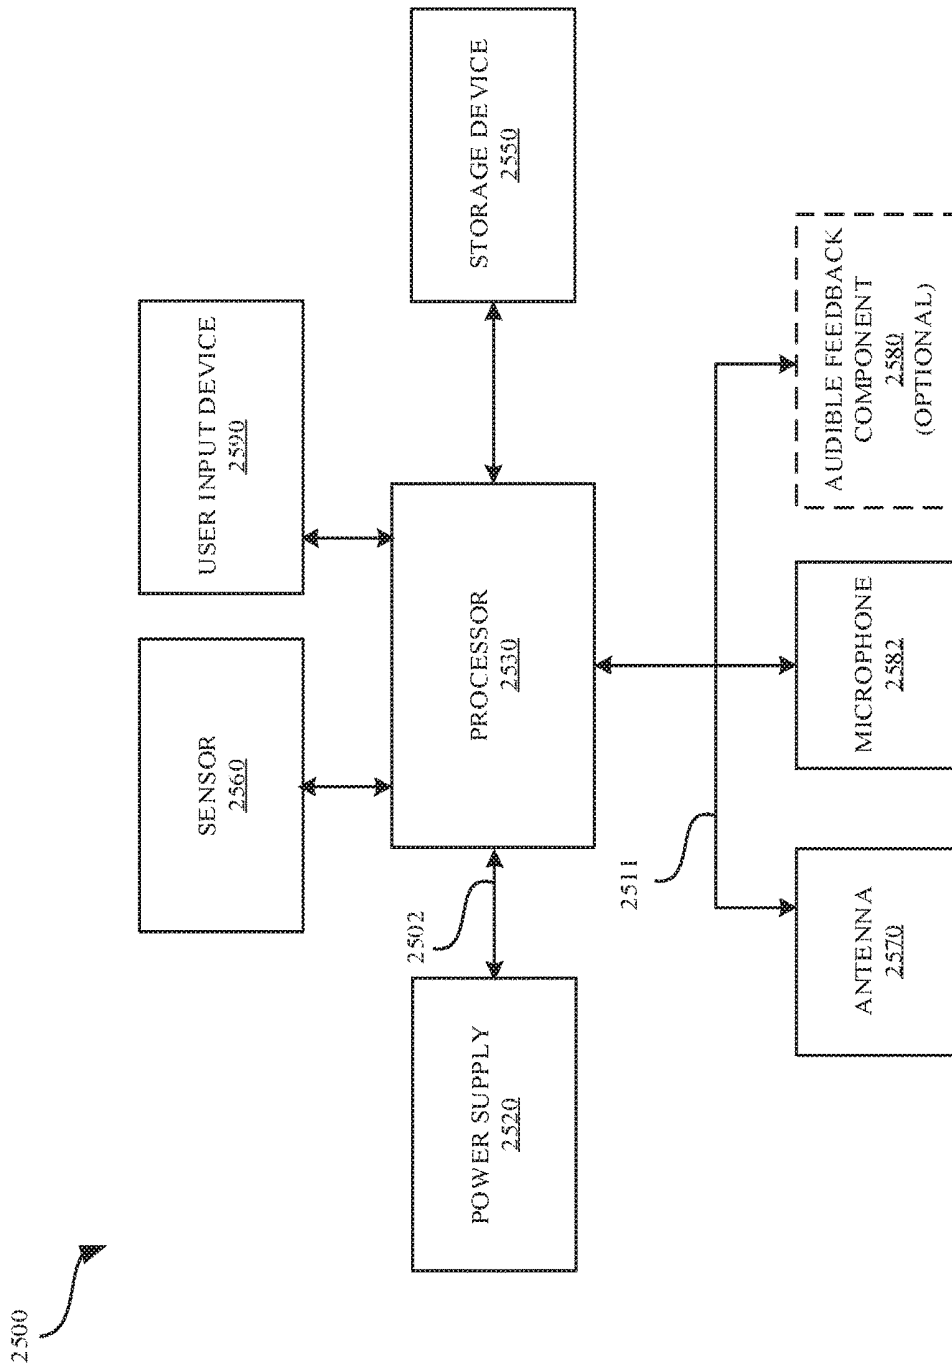 2500
SENSOR
2560
USER INPUT DEVICE
2590
POWER SUPPLY
2520
2502
PROCESSOR
2530
STORAGE DEVICE
2550
2511
ANTENNA
2570
MICROPHONE
2582
AUDIBLE FEEDBACK
COMPONENT
2580
(OPTIONAL)